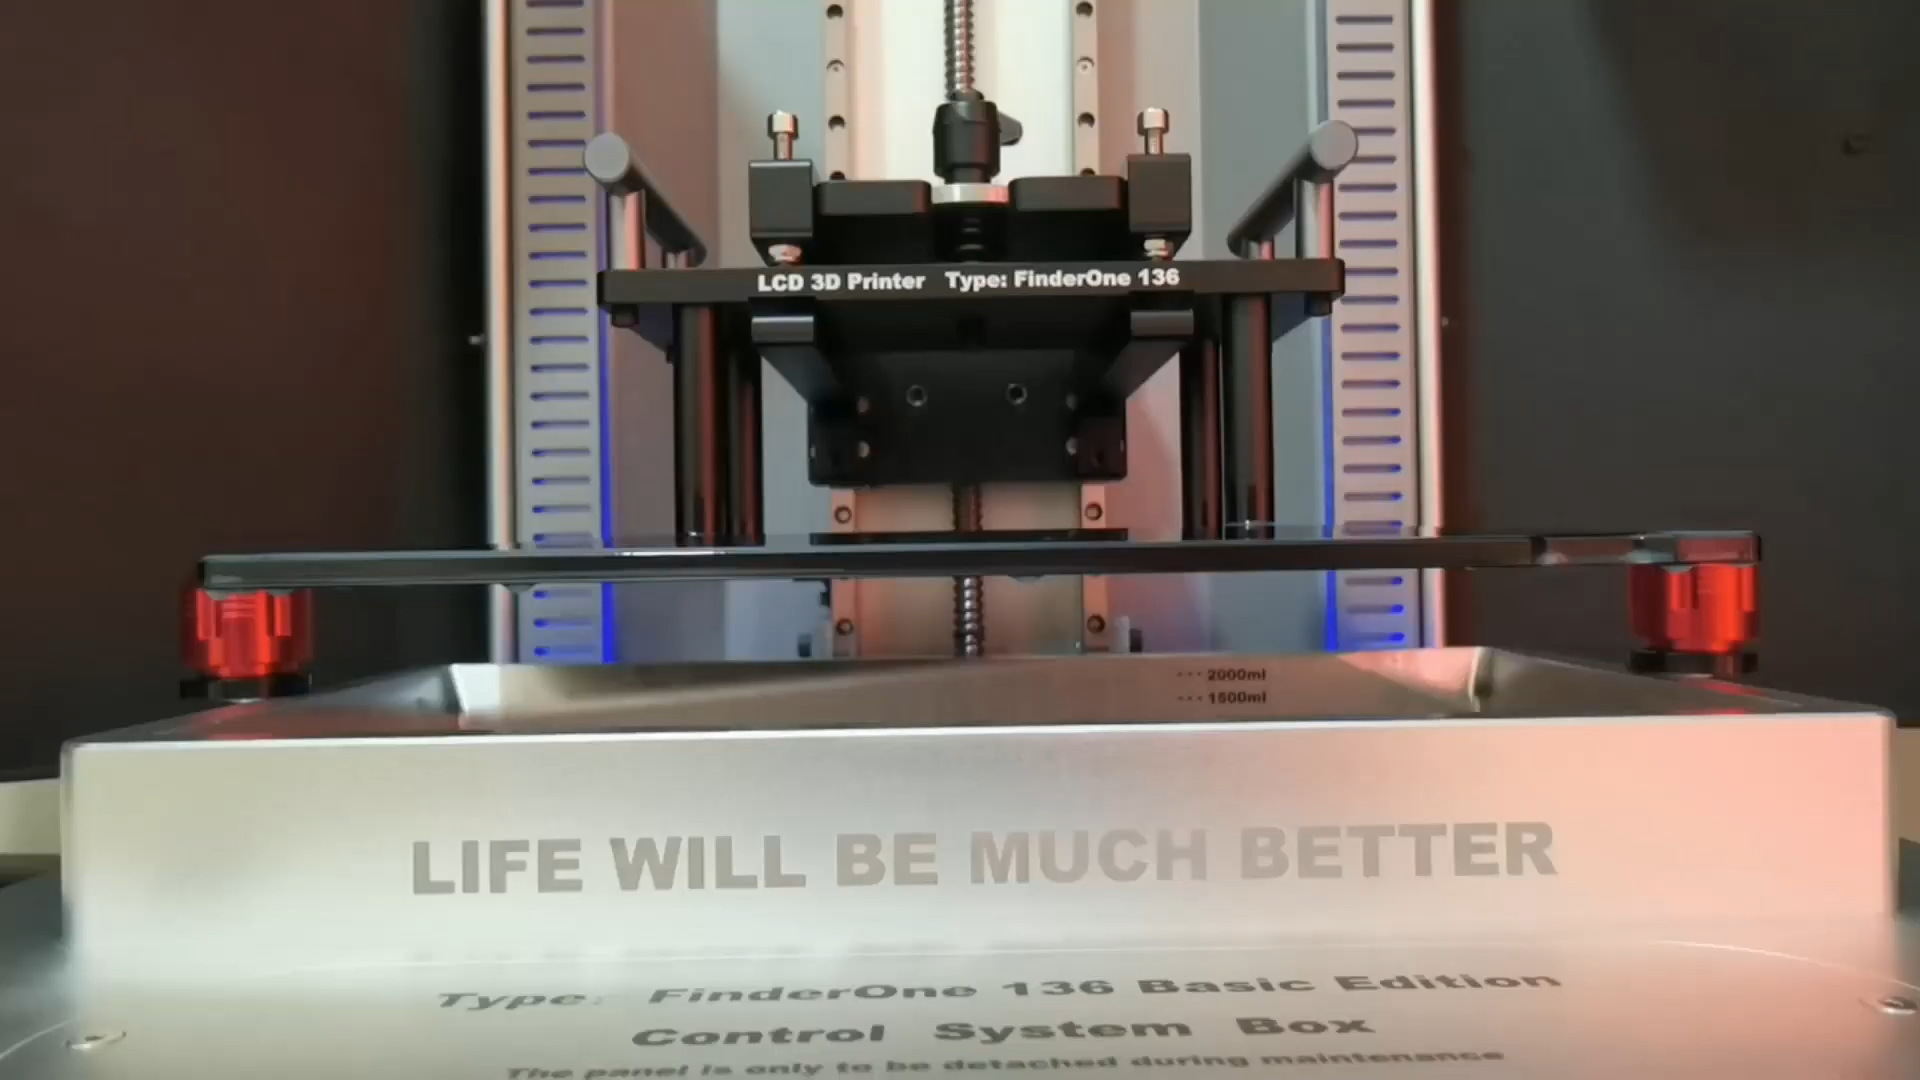 LCD 3D Printer Type: FinderOne 136
--- 2000ml
--- 1500ml
LIFE WILL BE MUCH BETTER
Type: FinderOne 136 Basic Edition
Control System Box
The panel is only to be detached during maintenance